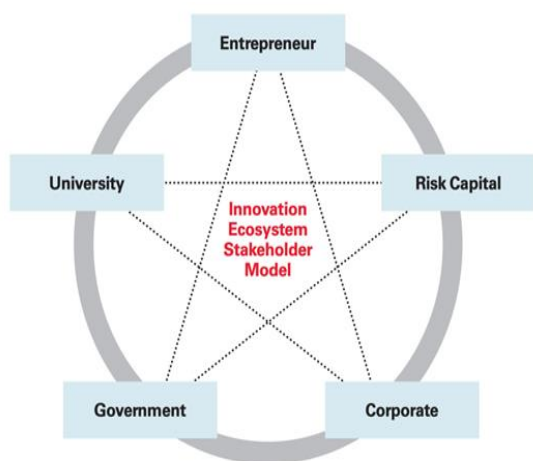 Entrepreneur
University
Risk Capital
Innovation
Ecosystem
Stakeholder
Model
Government
Corporate